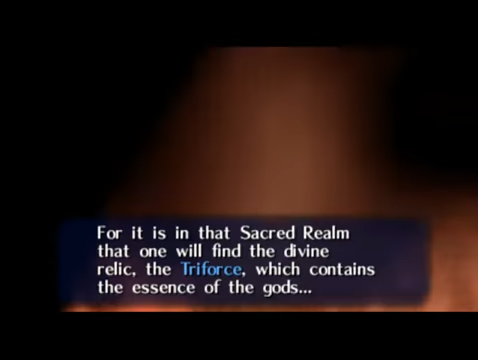 For it is in that Sacred Realm
that one will find the divine
relic, the Triforce, which contains
the essence of the gods...